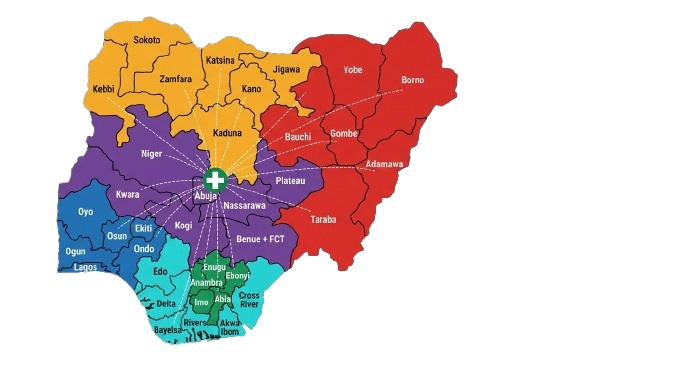 Sokoto
Katsina
Jigawa
Yobe
Borno
Zamfara
Kebbi
Kano
Kaduna
Bauchi
Gombe
Niger
Adamawa
Plateau
Kwara
Abuja
Nassarawa
Oyo
Taraba
Kogi
Ekiti
Osun
Benue + FCT
Ogun
Ondo
Lagos
Edo
Enugu
Ebonyi
Anambra
Delta
Imo
Abia
Cross
River
Bayelsa
Rivers
Akwa
Ibom